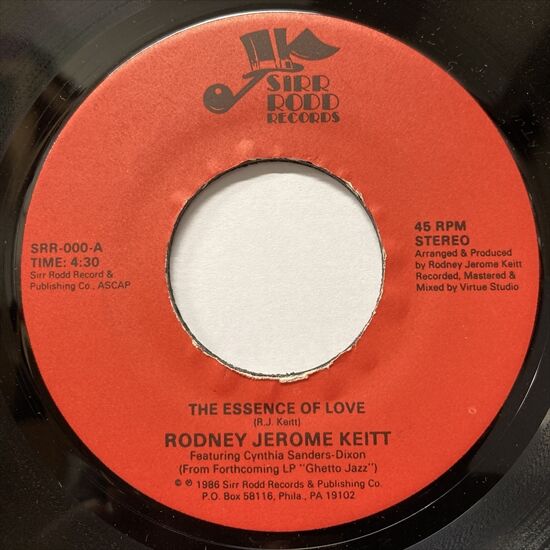 SIRR
RODD
RECORDS
SRR-000-A
TIME: 4:30
Sirr Rodd Record &
Publishing Co., ASCAP
45 RPM
STEREO
Arranged & Produced
by Rodney Jerome Keitt
Recorded, Mastered &
Mixed by Virtue Studio
THE ESSENCE OF LOVE
(R.J. Keitt)
RODNEY JEROME KEITT
Featuring Cynthia Sanders-Dixon
(From Forthcoming LP "Ghetto Jazz")
© ℗ 1986 Sirr Rodd Records & Publishing Co.
P.O. Box 58116, Phila., PA 19102